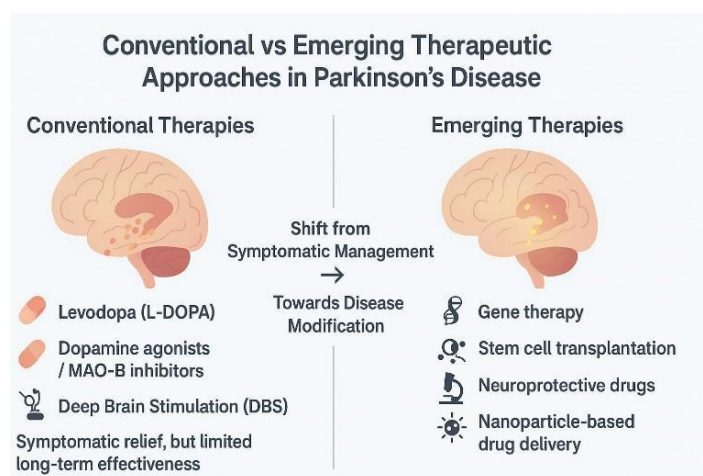 Conventional vs Emerging Therapeutic
Approaches in Parkinson's Disease
Conventional Therapies
Levodopa (L-DOPA)
Dopamine agonists
/ MAO-B inhibitors
Deep Brain Stimulation (DBS)
Symptomatic relief, but limited
long-term effectiveness
Shift from
Symptomatic Management
→
Towards Disease
Modification
Emerging Therapies
Gene therapy
Stem cell transplantation
Neuroprotective drugs
Nanoparticle-based
drug delivery